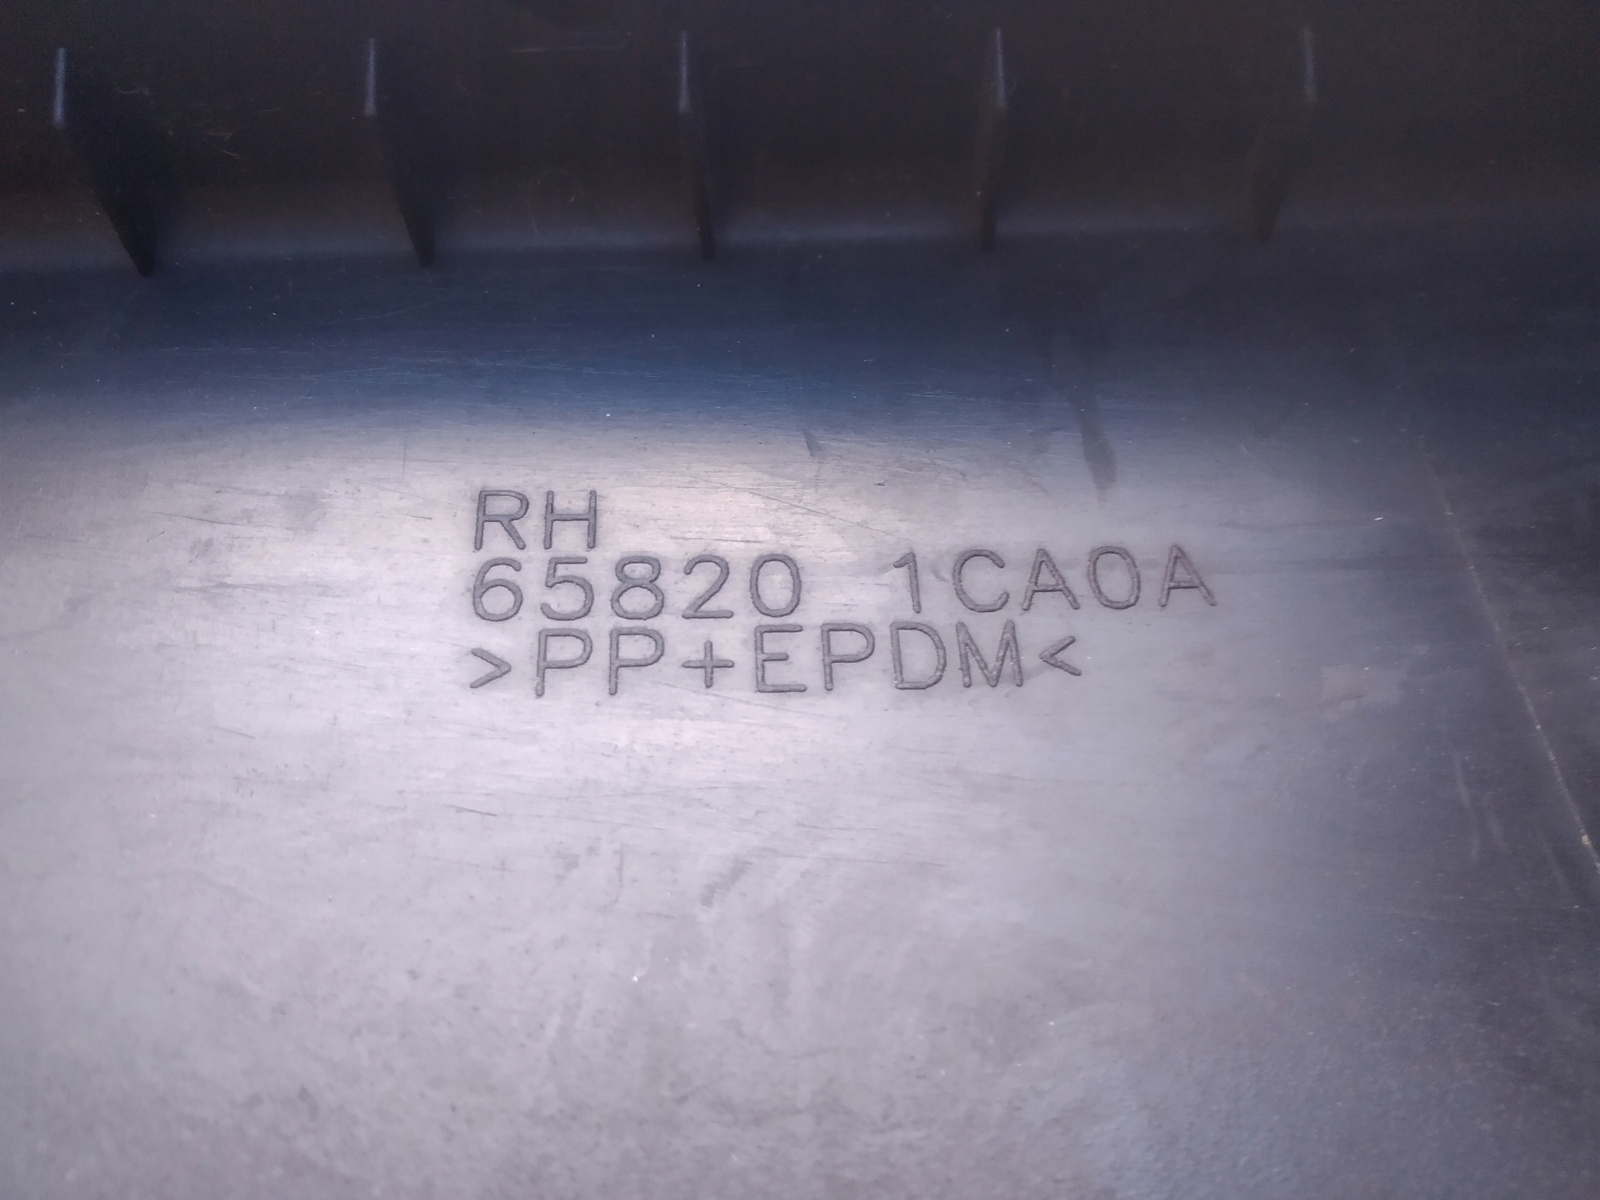 RH
65820 1CA0A
>PP+EPDM<